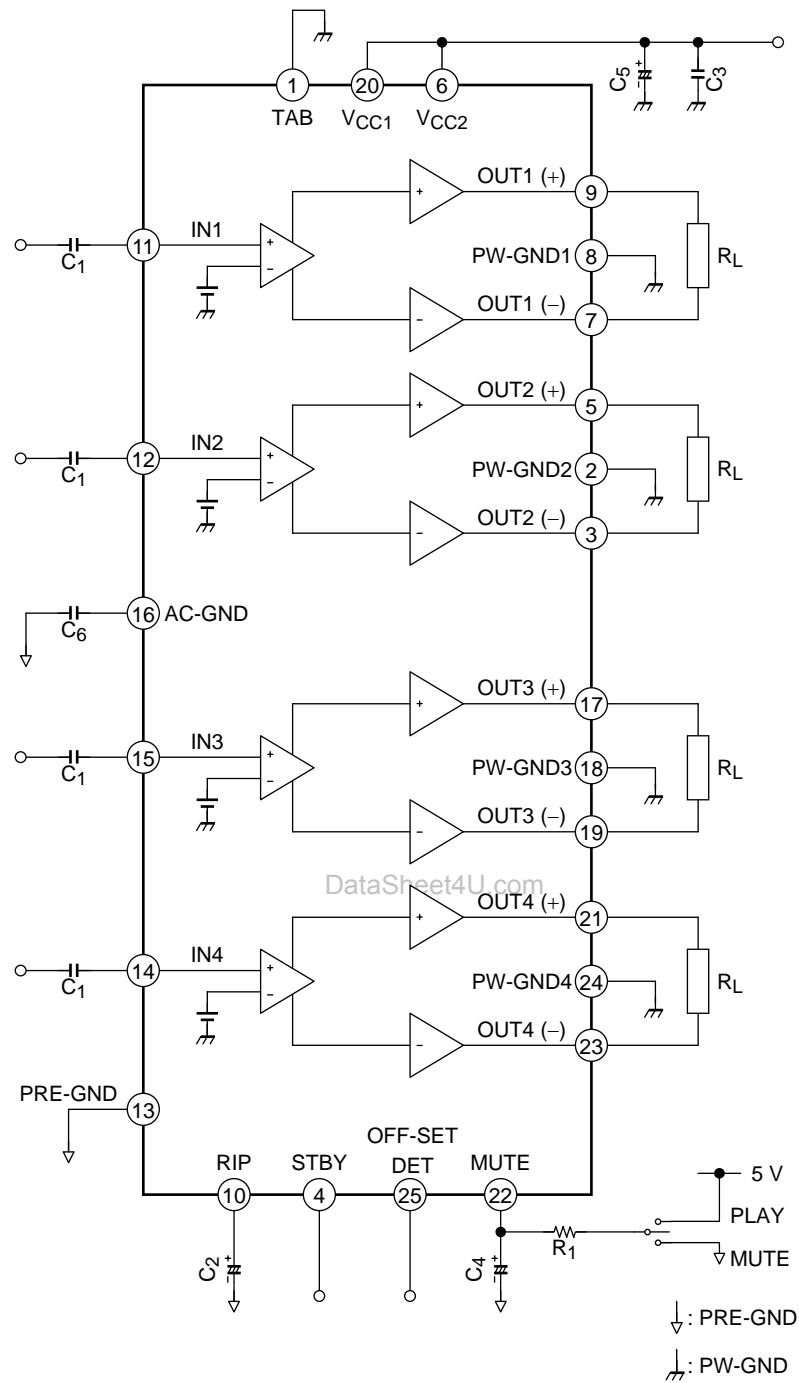 1 20 6
TAB VCC1 VCC2
C5 + - C3
OUT1 (+) 9
IN1 11 C1
PW-GND1 8 RL
OUT1 (−) 7
+ - + −
OUT2 (+) 5
IN2 12 C1
PW-GND2 2 RL
OUT2 (−) 3
+ - + −
16 AC-GND
C6
OUT3 (+) 17
IN3 15 C1
PW-GND3 18 RL
OUT3 (−) 19
+ - + −
DataSheet4U.com
OUT4 (+) 21
IN4 14 C1
PW-GND4 24 RL
OUT4 (−) 23
+ - + −
PRE-GND 13
OFF-SET
RIP STBY DET MUTE
10 4 25 22
5 V
PLAY
R1
MUTE
C2 + - C4 + -
: PRE-GND
: PW-GND